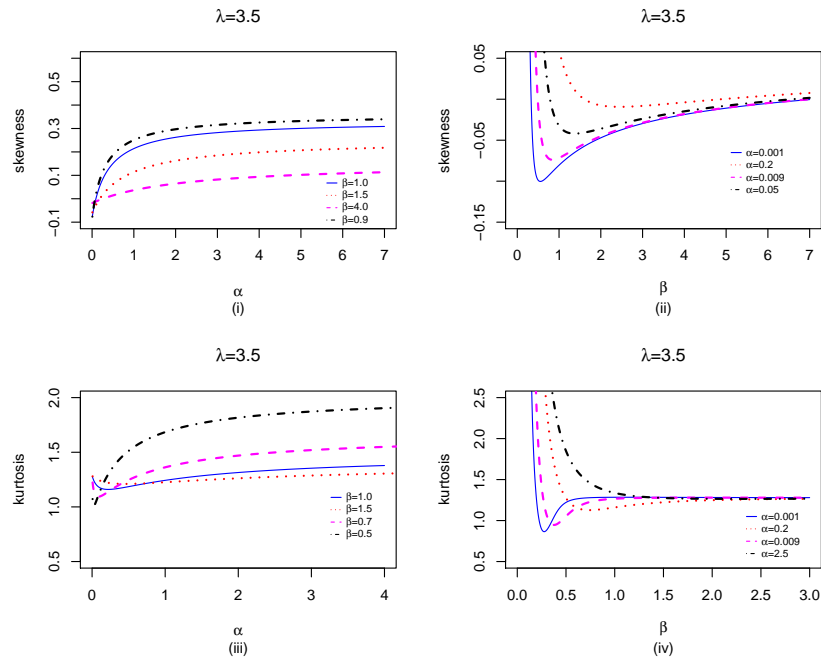 λ=3.5
skewness
−0.1 0.1 0.3 0.5
0 1 2 3 4 5 6 7
β=1.0
β=1.5
β=4.0
β=0.9
α
(i)
λ=3.5
skewness
−0.15 −0.05 0.05
0 1 2 3 4 5 6 7
α=0.001
α=0.2
α=0.009
α=0.05
β
(ii)
λ=3.5
kurtosis
0.5 1.0 1.5 2.0
0 1 2 3 4
β=1.0
β=1.5
β=0.7
β=0.5
α
(iii)
λ=3.5
kurtosis
0.5 1.0 1.5 2.0 2.5
0.0 0.5 1.0 1.5 2.0 2.5 3.0
α=0.001
α=0.2
α=0.009
α=2.5
β
(iv)